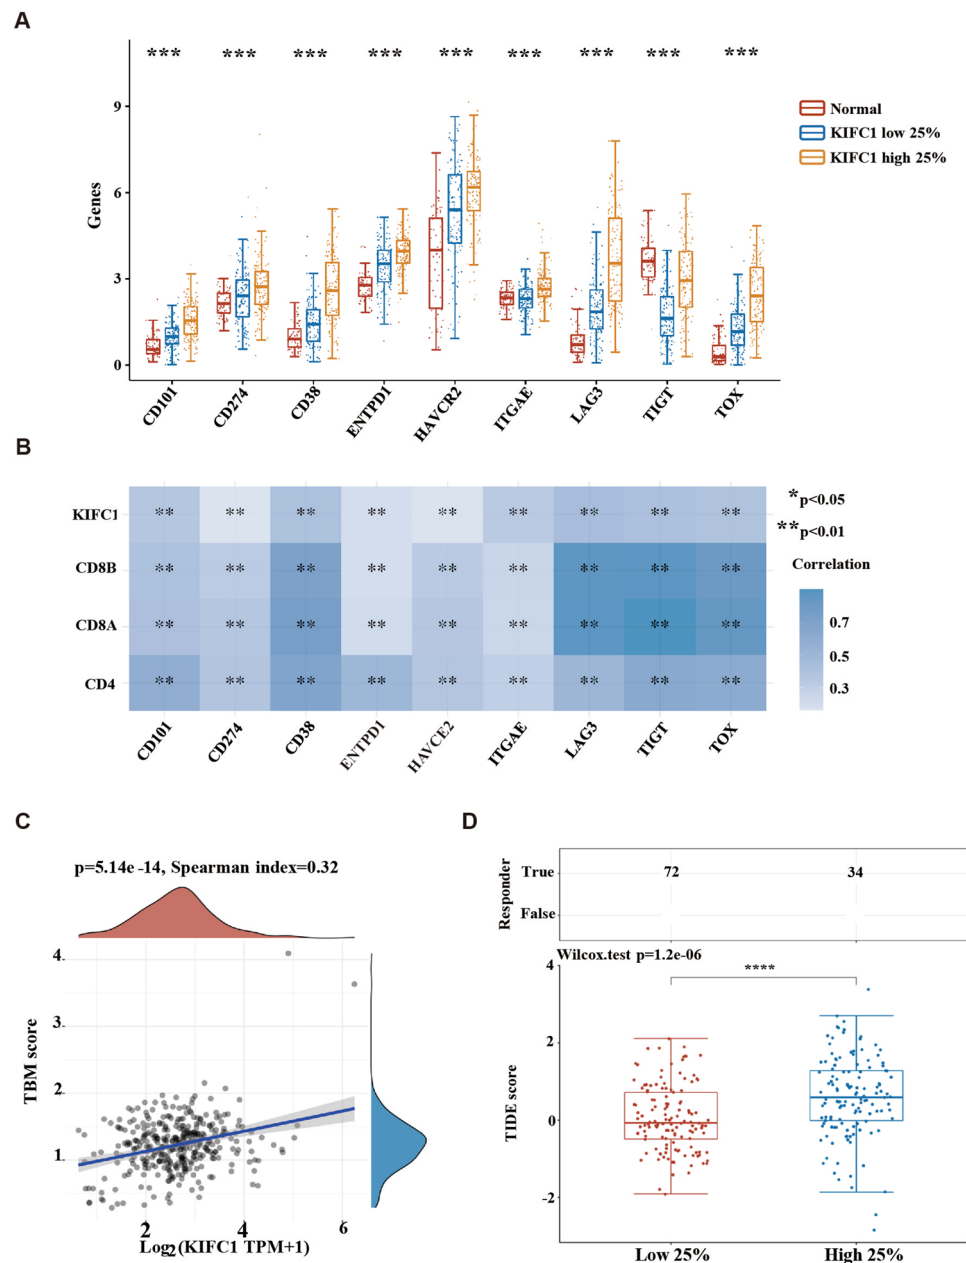 A
*** *** *** *** *** *** *** *** ***
Genes
9
6
3
0
Normal
KIFC1 low 25%
KIFC1 high 25%
CD101 CD274 CD38 ENTPD1 HAVCR2 ITGAE LAG3 TIGT TOX
B
KIFC1 ** ** ** ** ** ** ** ** **
CD8B ** ** ** ** ** ** ** ** **
CD8A ** ** ** ** ** ** ** ** **
CD4 ** ** ** ** ** ** ** ** **
CD101 CD274 CD38 ENTPD1 HAVCE2 ITGAE LAG3 TIGT TOX
*p<0.05
**p<0.01
Correlation
0.7
0.5
0.3
C
p=5.14e-14, Spearman index=0.32
TBM score
4
3
2
1
2 4 6
Log2(KIFC1 TPM+1)
D
Responder
True 72 34
False
Wilcox.test p=1.2e-06
****
TIDE score
4
2
0
-2
Low 25% High 25%